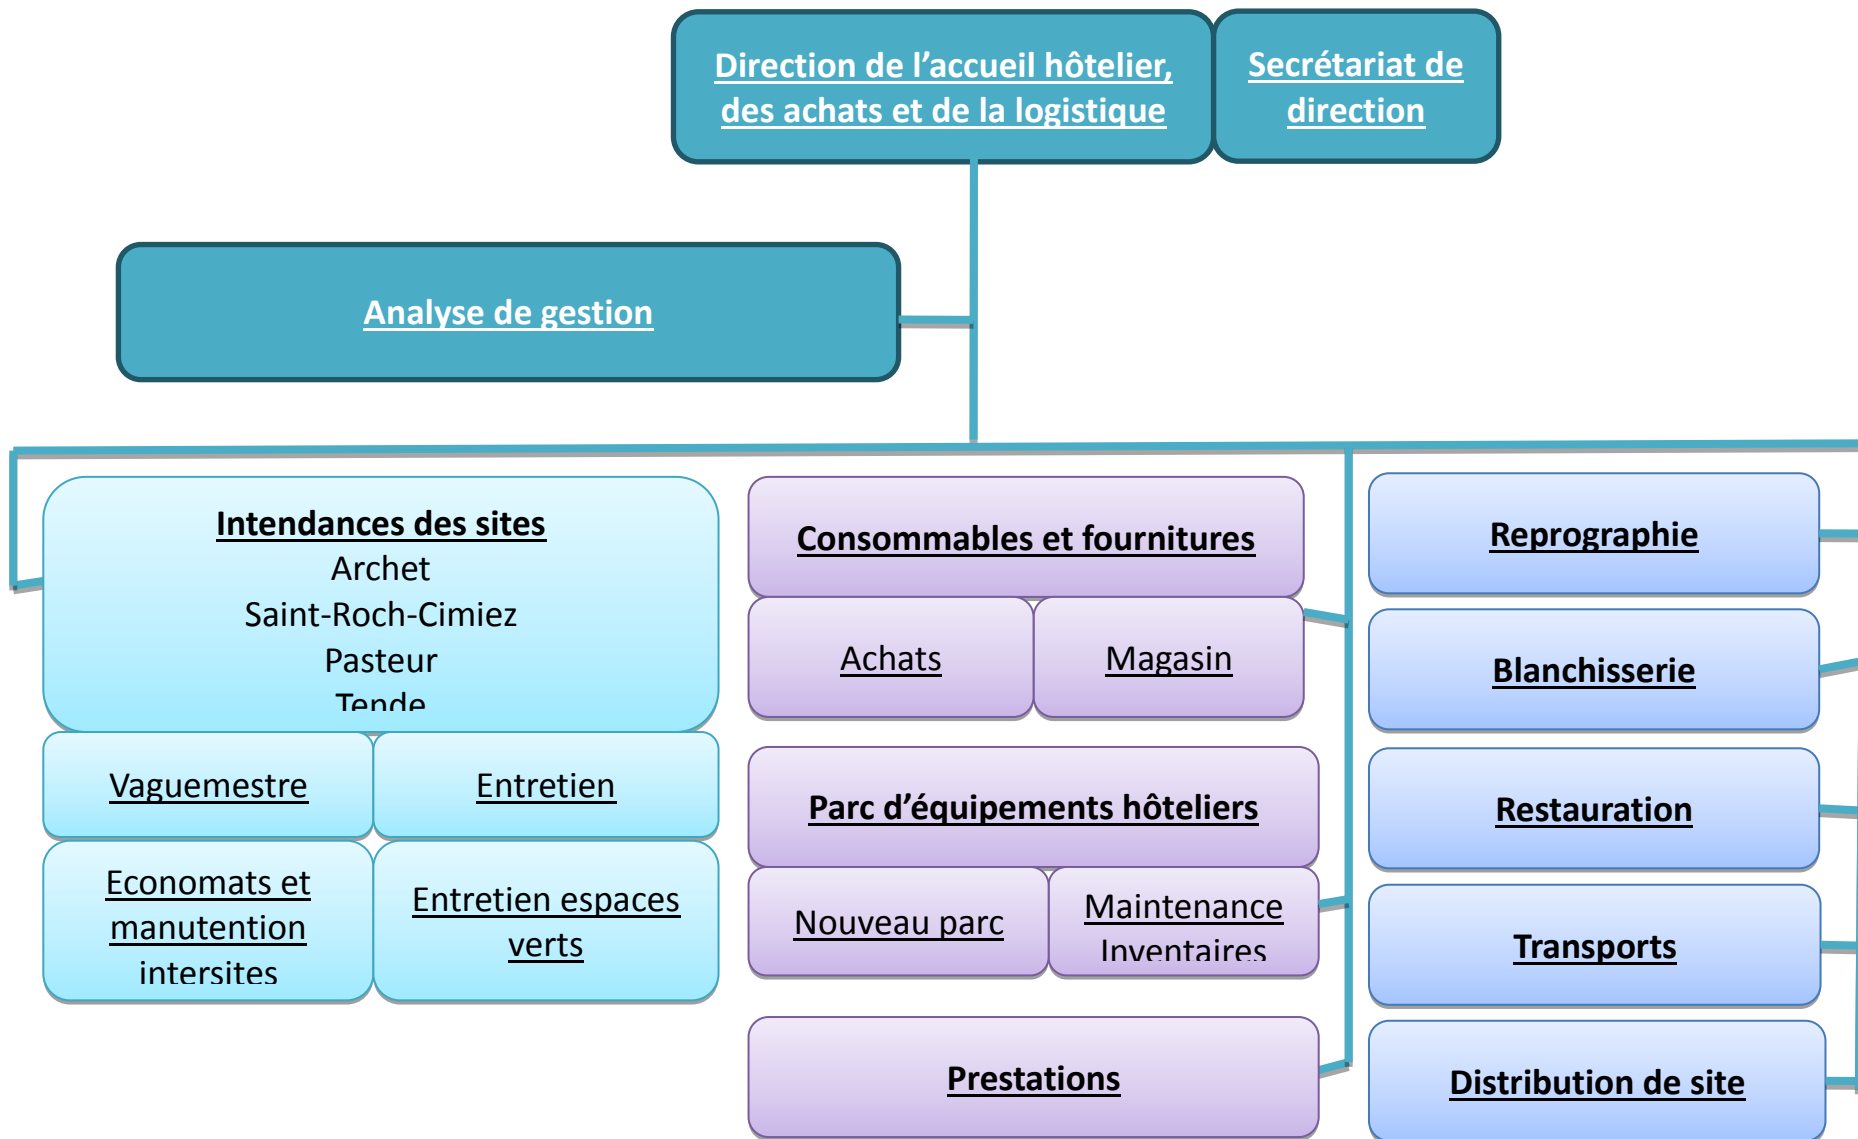 Direction de l’accueil hôtelier,
des achats et de la logistique
Secrétariat de
direction
Analyse de gestion
Intendances des sites
Archet
Saint-Roch-Cimiez
Pasteur
Tende
Vaguemestre
Entretien
Economats et
manutention
intersites
Entretien espaces
verts
Consommables et fournitures
Achats
Magasin
Parc d’équipements hôteliers
Nouveau parc
Maintenance
Inventaires
Prestations
Reprographie
Blanchisserie
Restauration
Transports
Distribution de site